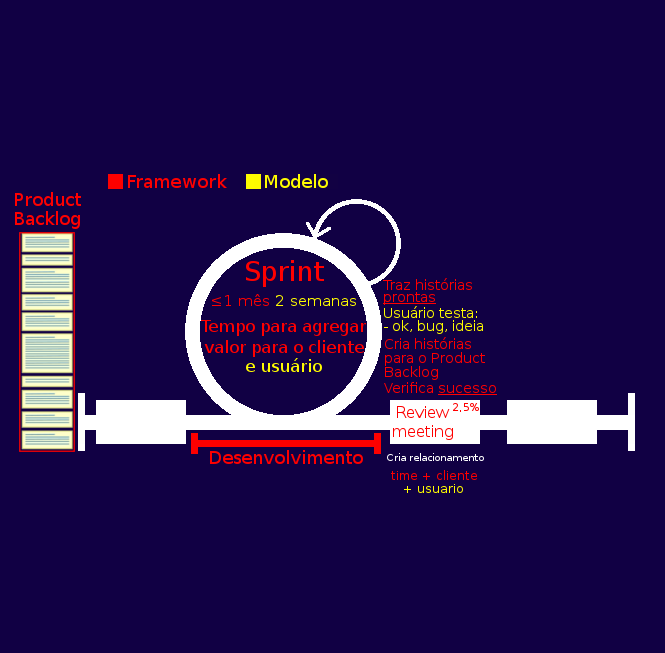 Framework Modelo
Product
Backlog
Sprint
≤1 mês 2 semanas
Tempo para agregar
valor para o cliente
e usuário
Traz histórias
prontas
Usuário testa:
- ok, bug, ideia
Cria histórias
para o Product
Backlog
Verifica sucesso
Review 2,5%
meeting
Desenvolvimento
Cria relacionamento
time + cliente
+ usuario